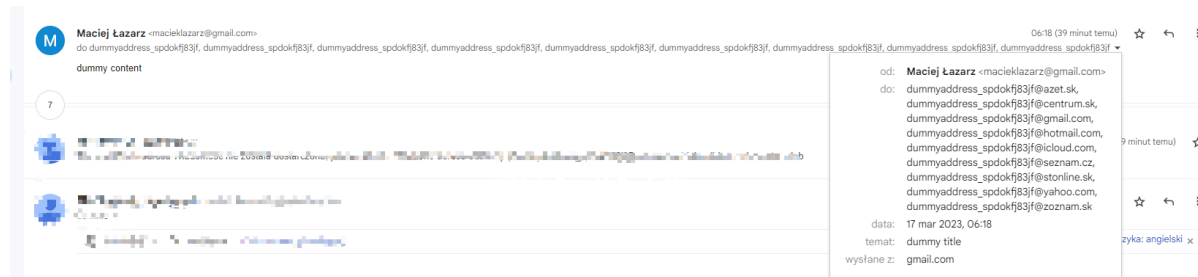 M
Maciej Łazarz <macieklazarz@gmail.com>
06:18 (39 minut temu)
do dummyaddress_spdokfj83jf, dummyaddress_spdokfj83jf, dummyaddress_spdokfj83jf, dummyaddress_spdokfj83jf, dummyaddress_spdokfj83jf, dummyaddress_spdokfj83jf, dummyaddress_spdokfj83jf, dummyaddress_spdokfj83jf, dummyaddress_spdokfj83jf
dummy content
od: Maciej Łazarz <macieklazarz@gmail.com>
do: dummyaddress_spdokfj83jf@azet.sk,
dummyaddress_spdokfj83jf@centrum.sk,
dummyaddress_spdokfj83jf@gmail.com,
dummyaddress_spdokfj83jf@hotmail.com,
dummyaddress_spdokfj83jf@icloud.com,
dummyaddress_spdokfj83jf@seznam.cz,
dummyaddress_spdokfj83jf@stonline.sk,
dummyaddress_spdokfj83jf@yahoo.com,
dummyaddress_spdokfj83jf@zoznam.sk
data: 17 mar 2023, 06:18
temat: dummy title
wysłane z: gmail.com
7
9 minut temu)
zyka: angielski ×